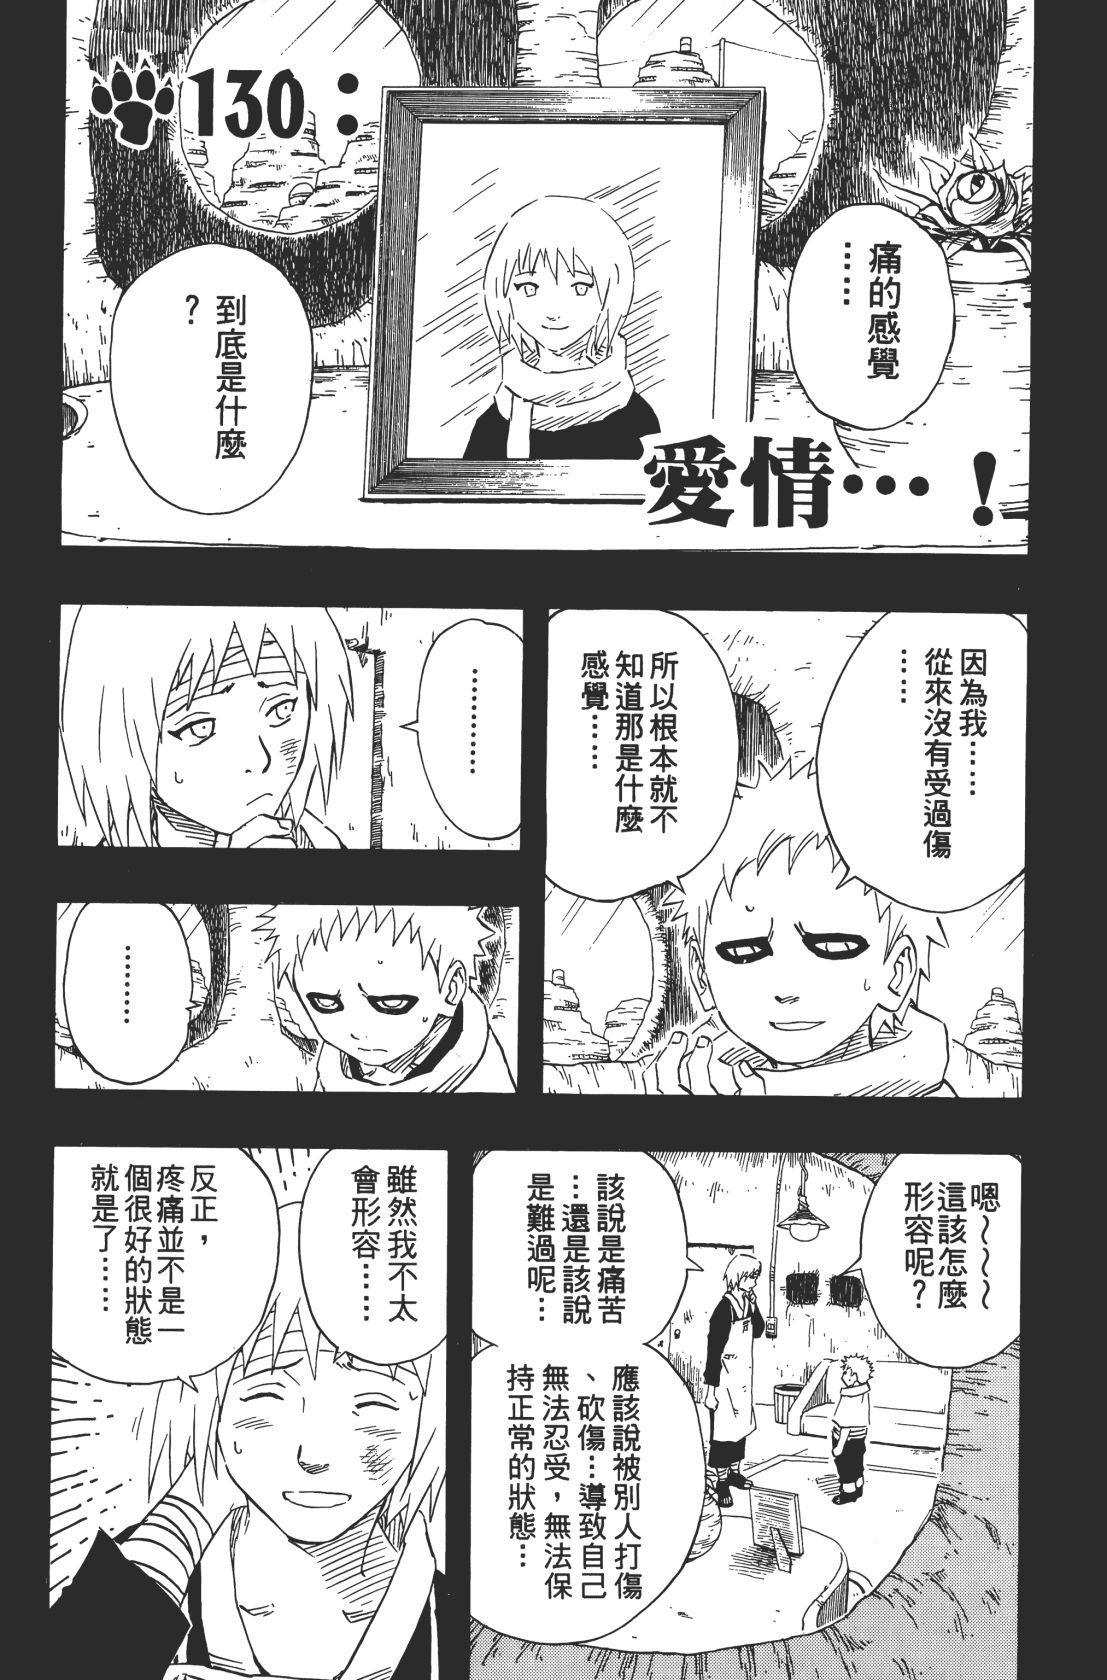 130：
愛情…！
痛的感覺
……
到底是什麼
？
因為我……
從來沒有受過傷
……
所以根本就不
知道那是什麼
感覺……
………
………
嗯～～～～
這該怎麼
形容呢？
該說是痛苦
…還是該說
是難過呢…
應該說被別人打傷
、砍傷…導致自己
無法忍受，無法保
持正常的狀態…
雖然我不太
會形容……
反正，
疼痛並不是一
個很好的狀態
就是了……